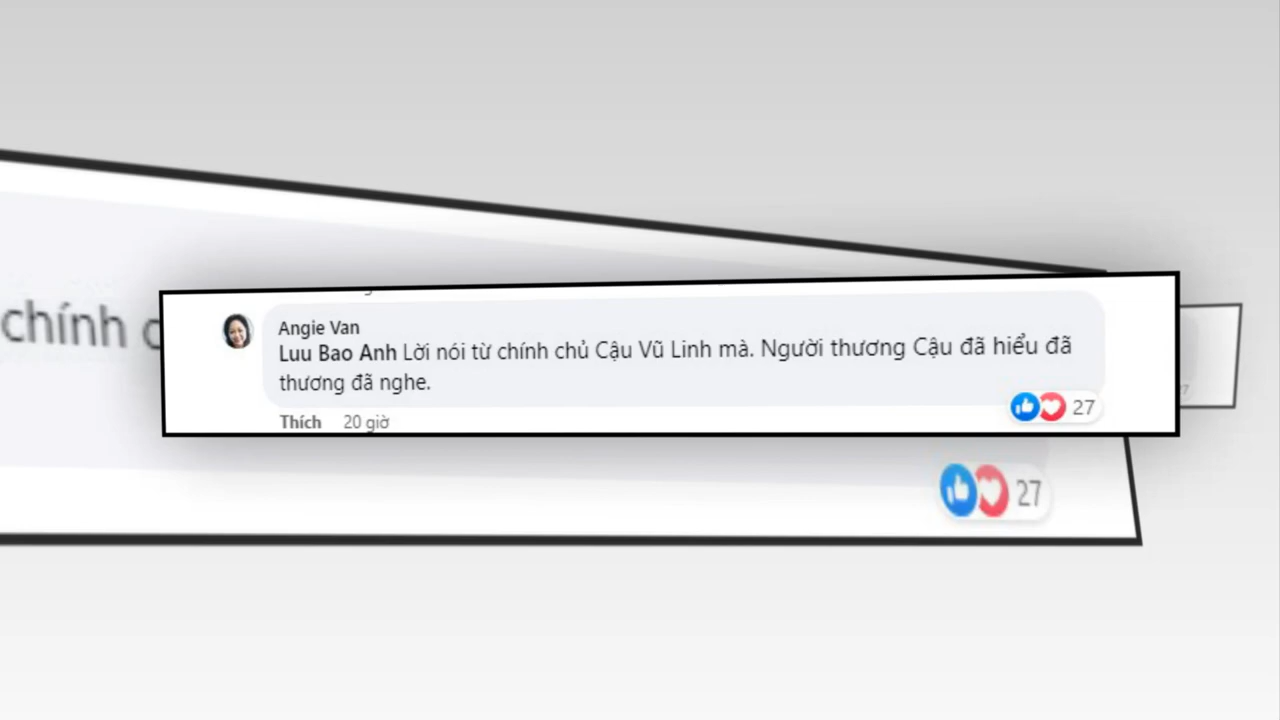 Angie Van
Luu Bao Anh Lời nói từ chính chủ Cậu Vũ Linh mà. Người thương Cậu đã hiểu đã
thương đã nghe.
27
Thích 20 giờ
chính
27